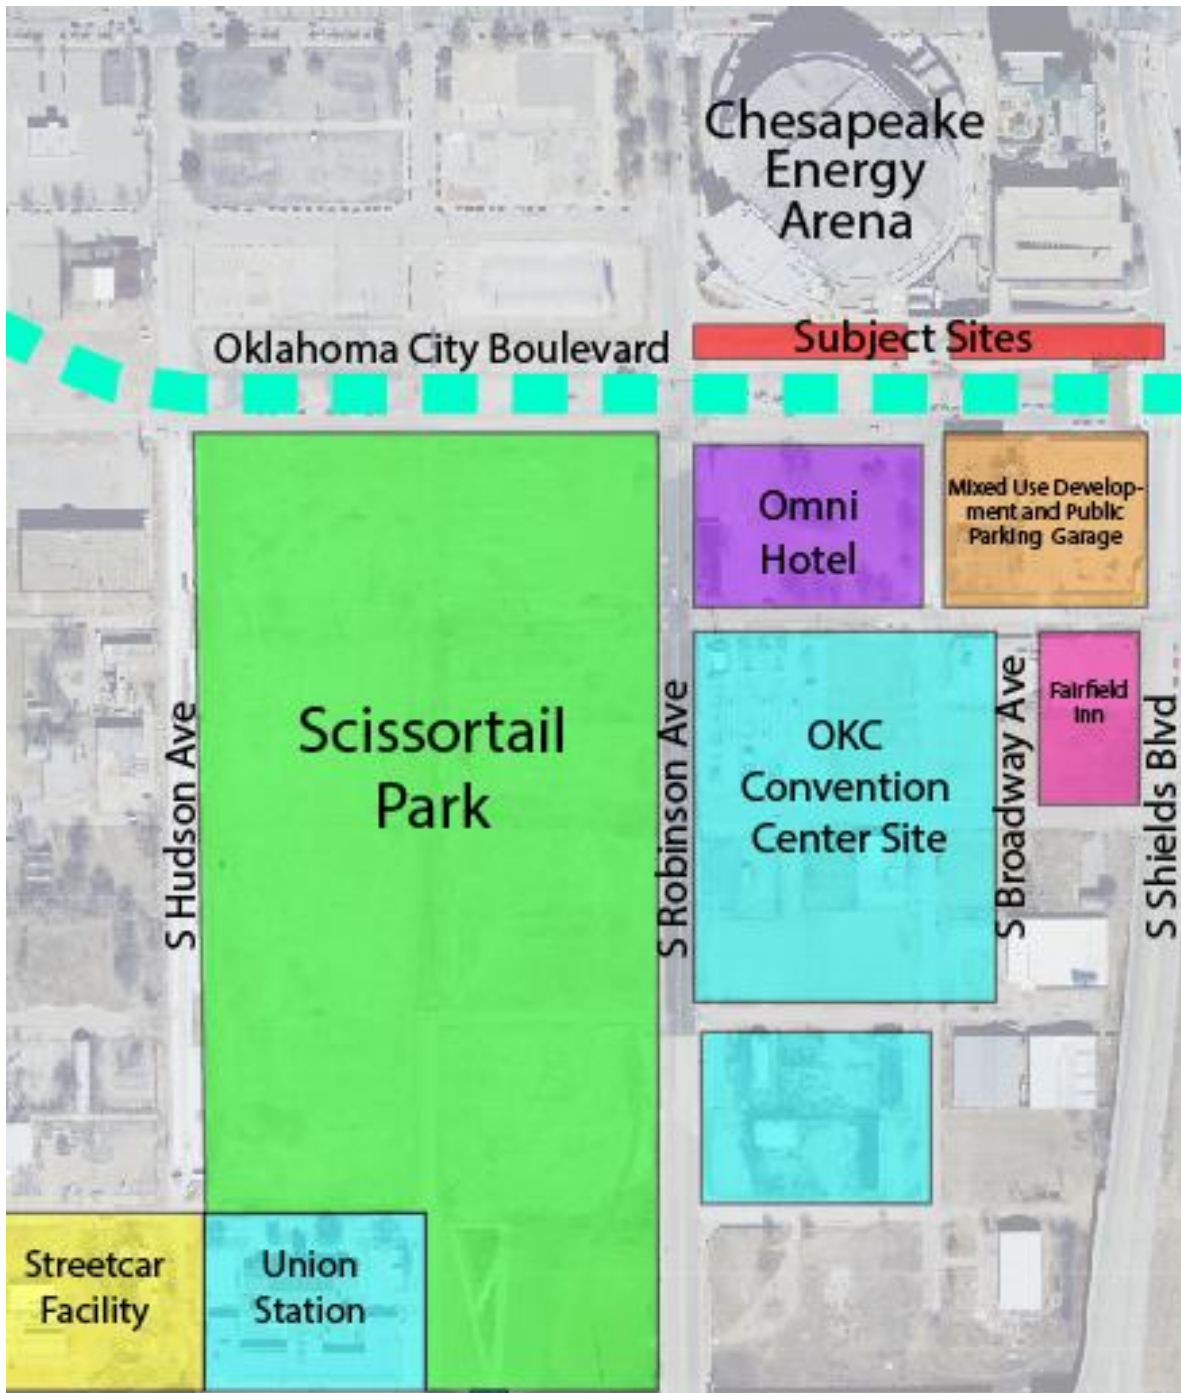 Chesapeake
Energy
Arena
Oklahoma City Boulevard
Subject Sites
Omni
Hotel
Mixed Use Develop-
ment and Public
Parking Garage
Scissortail
Park
OKC
Convention
Center Site
Fairfield
Inn
S Hudson Ave
S Robinson Ave
S Broadway Ave
S Shields Blvd
Streetcar
Facility
Union
Station